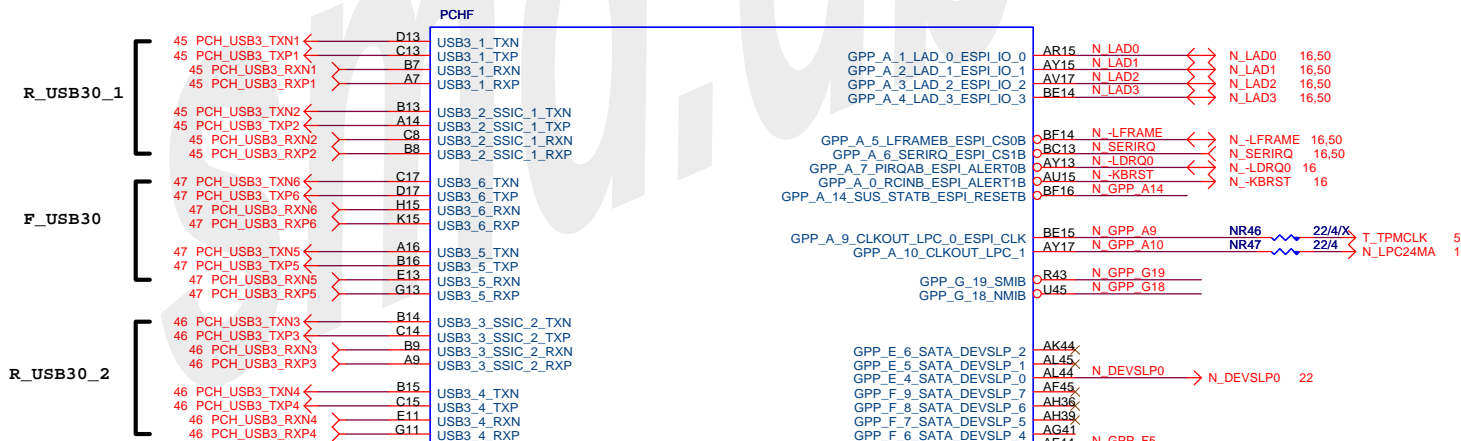 PCHF
R_USB30_1
45 PCH_USB3_TXN1 D13 USB3_1_TXN
45 PCH_USB3_TXP1 C13 USB3_1_TXP
45 PCH_USB3_RXN1 B7 USB3_1_RXN
45 PCH_USB3_RXP1 A7 USB3_1_RXP
45 PCH_USB3_TXN2 B13 USB3_2_SSIC_1_TXN
45 PCH_USB3_TXP2 A14 USB3_2_SSIC_1_TXP
45 PCH_USB3_RXN2 C8 USB3_2_SSIC_1_RXN
45 PCH_USB3_RXP2 B8 USB3_2_SSIC_1_RXP
F_USB30
47 PCH_USB3_TXN6 C17 USB3_6_TXN
47 PCH_USB3_TXP6 D17 USB3_6_TXP
47 PCH_USB3_RXN6 H15 USB3_6_RXN
47 PCH_USB3_RXP6 K15 USB3_6_RXP
47 PCH_USB3_TXN5 A16 USB3_5_TXN
47 PCH_USB3_TXP5 B16 USB3_5_TXP
47 PCH_USB3_RXN5 E13 USB3_5_RXN
47 PCH_USB3_RXP5 G13 USB3_5_RXP
R_USB30_2
46 PCH_USB3_TXN3 B14 USB3_3_SSIC_2_TXN
46 PCH_USB3_TXP3 C14 USB3_3_SSIC_2_TXP
46 PCH_USB3_RXN3 B9 USB3_3_SSIC_2_RXN
46 PCH_USB3_RXP3 A9 USB3_3_SSIC_2_RXP
46 PCH_USB3_TXN4 B15 USB3_4_TXN
46 PCH_USB3_TXP4 C15 USB3_4_TXP
46 PCH_USB3_RXN4 E11 USB3_4_RXN
46 PCH_USB3_RXP4 G11 USB3_4_RXP
GPP_A_1_LAD_0_ESPI_IO_0 AR15 N_LAD0 N_LAD0 16,50
GPP_A_2_LAD_1_ESPI_IO_1 AY15 N_LAD1 N_LAD1 16,50
GPP_A_3_LAD_2_ESPI_IO_2 AV17 N_LAD2 N_LAD2 16,50
GPP_A_4_LAD_3_ESPI_IO_3 BE14 N_LAD3 N_LAD3 16,50
GPP_A_5_LFRAMEB_ESPI_CS0B BF14 N_-LFRAME N_-LFRAME 16,50
GPP_A_6_SERIRQ_ESPI_CS1B BC13 N_SERIRQ N_SERIRQ 16,50
GPP_A_7_PIRQAB_ESPI_ALERT0B AY13 N_-LDRQ0 N_-LDRQ0 16
GPP_A_0_RCINB_ESPI_ALERT1B AU15 N_-KBRST N_-KBRST 16
GPP_A_14_SUS_STATB_ESPI_RESETB BF16 N_GPP_A14
GPP_A_9_CLKOUT_LPC_0_ESPI_CLK BE15 N_GPP_A9 NR46 22/4/X T_TPMCLK 5
GPP_A_10_CLKOUT_LPC_1 AY17 N_GPP_A10 NR47 22/4 N_LPC24MA 1
GPP_G_19_SMIB R43 N_GPP_G19
GPP_G_18_NMIB U45 N_GPP_G18
GPP_E_6_SATA_DEVSLP_2 AK44
GPP_E_5_SATA_DEVSLP_1 AL45
GPP_E_4_SATA_DEVSLP_0 AL44 N_DEVSLP0 N_DEVSLP0 22
GPP_F_9_SATA_DEVSLP_7 AF45
GPP_F_8_SATA_DEVSLP_6 AH36
GPP_F_7_SATA_DEVSLP_5 AH39
GPP_F_6_SATA_DEVSLP_4 AG41